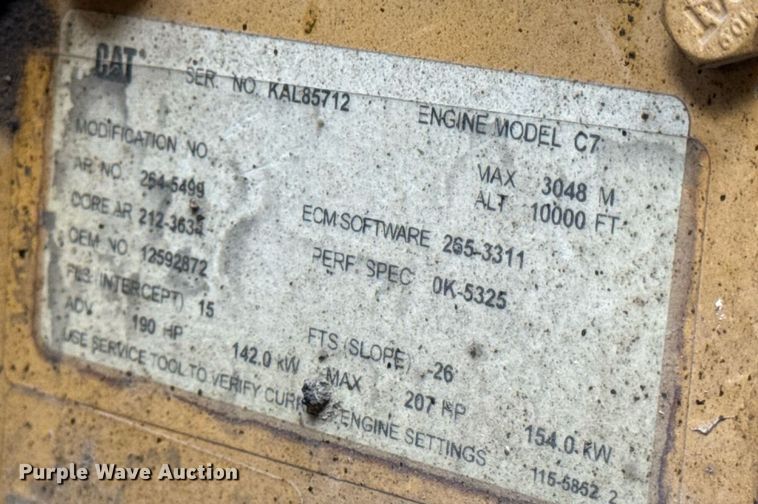 CAT
SER. NO. KAL85712 ENGINE MODEL C7
MODIFICATION NO.
AR NO. 264-5499 MAX ALT 3048 M 10000 FT
CORE AR 212-3634 ECM SOFTWARE 265-3311
OEM NO 12592872 PERF. SPEC 0K-5325
FLS (INTERCEPT) 15 FTS (SLOPE) -26
ADV 190 HP 142.0 kW MAX 207 HP 154.0 kW
USE SERVICE TOOL TO VERIFY ENGINE SETTINGS 115-5852 2
Purple Wave Auction